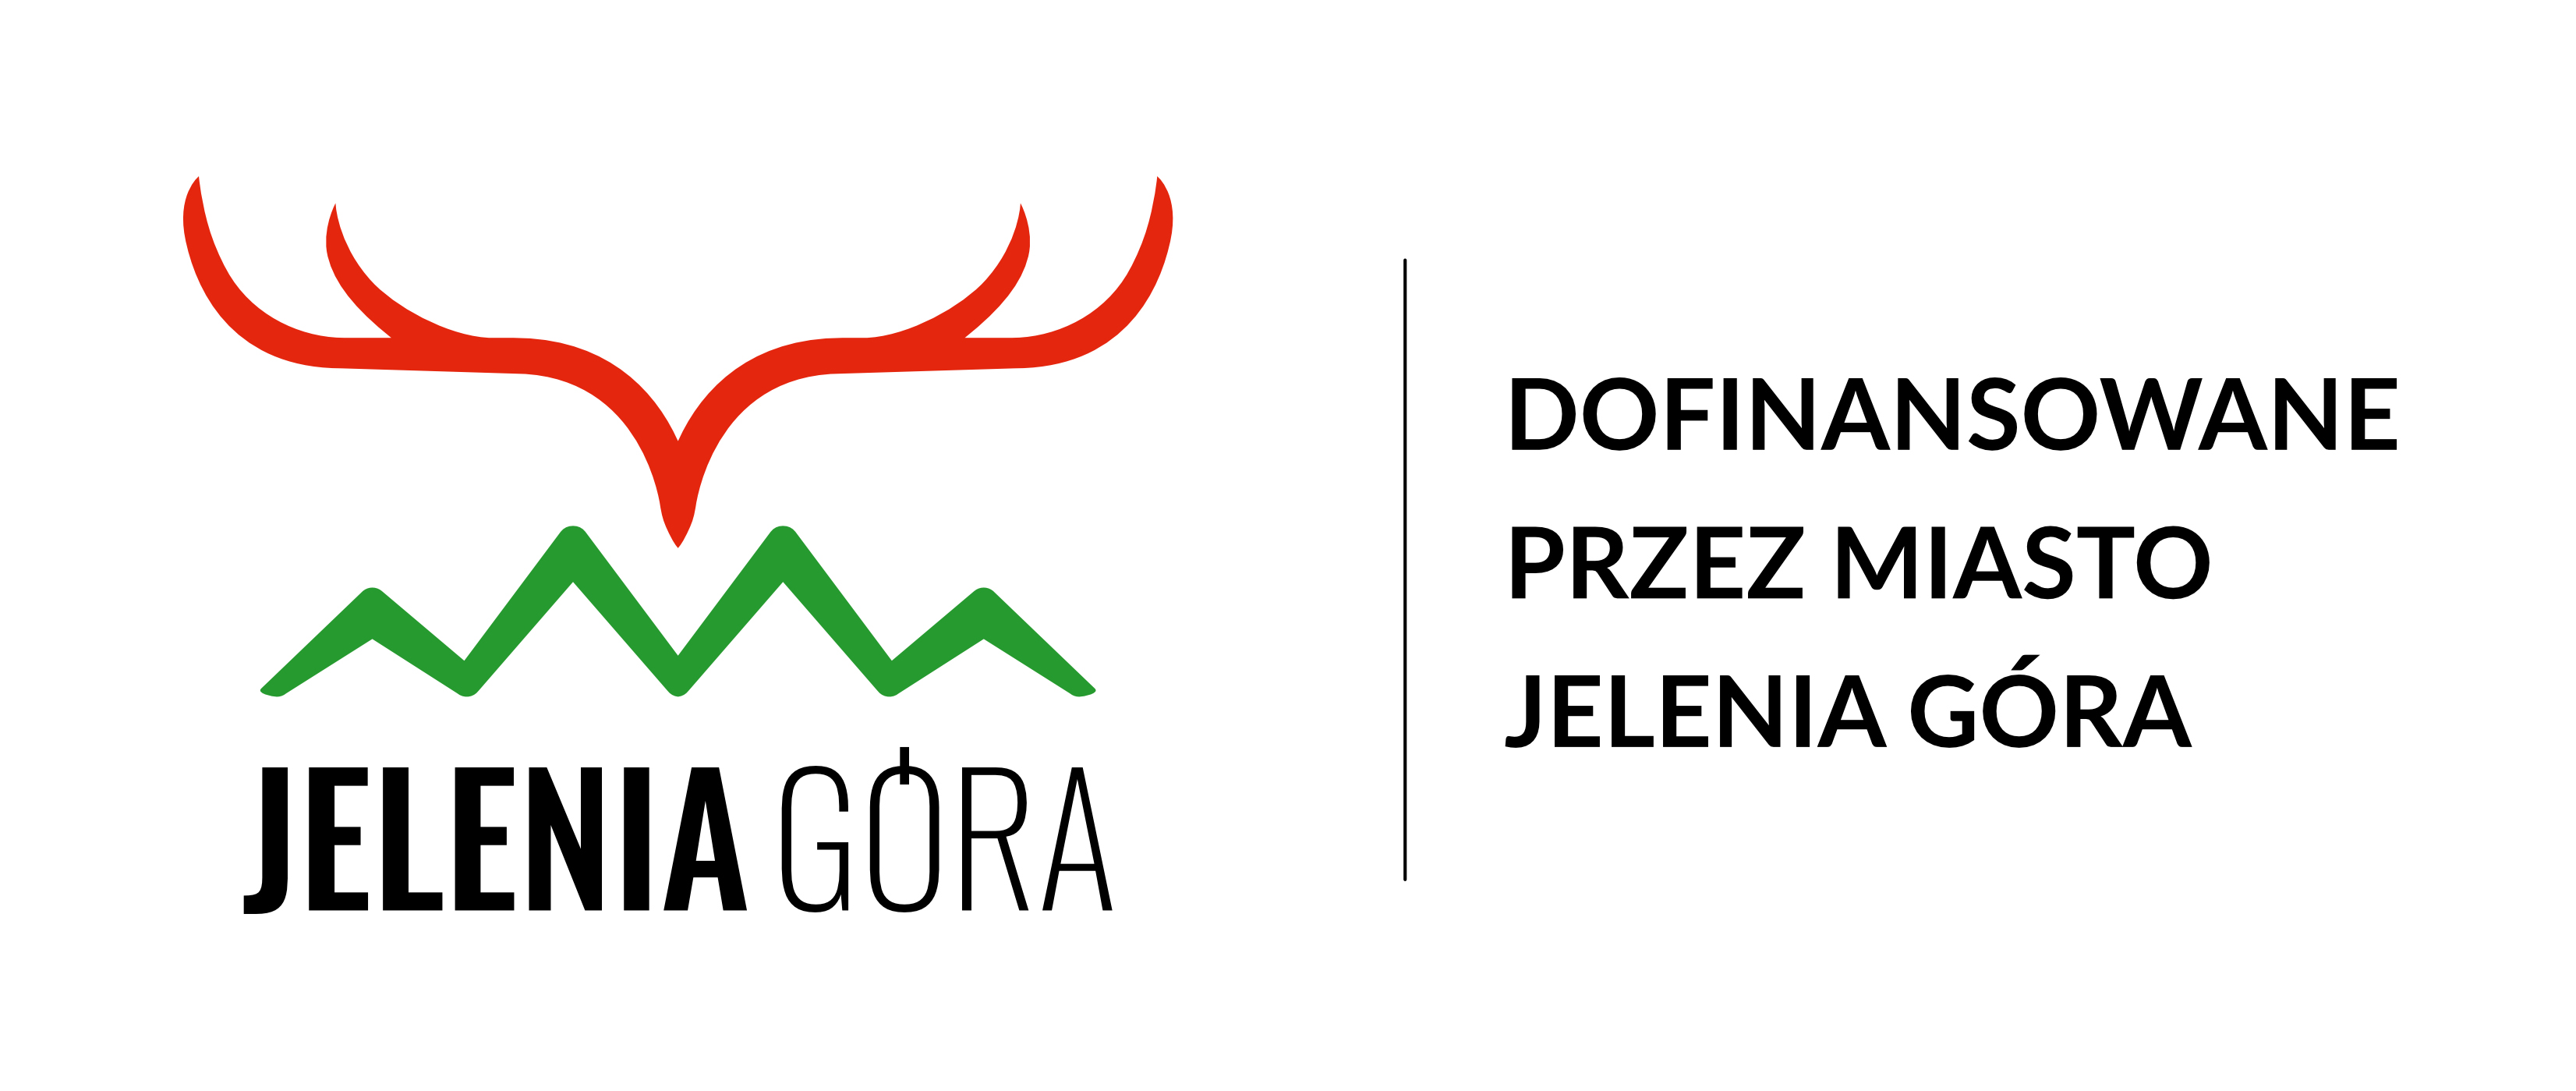 JELENIA GÓRA
DOFINANSOWANE
PRZEZ MIASTO
JELENIA GÓRA